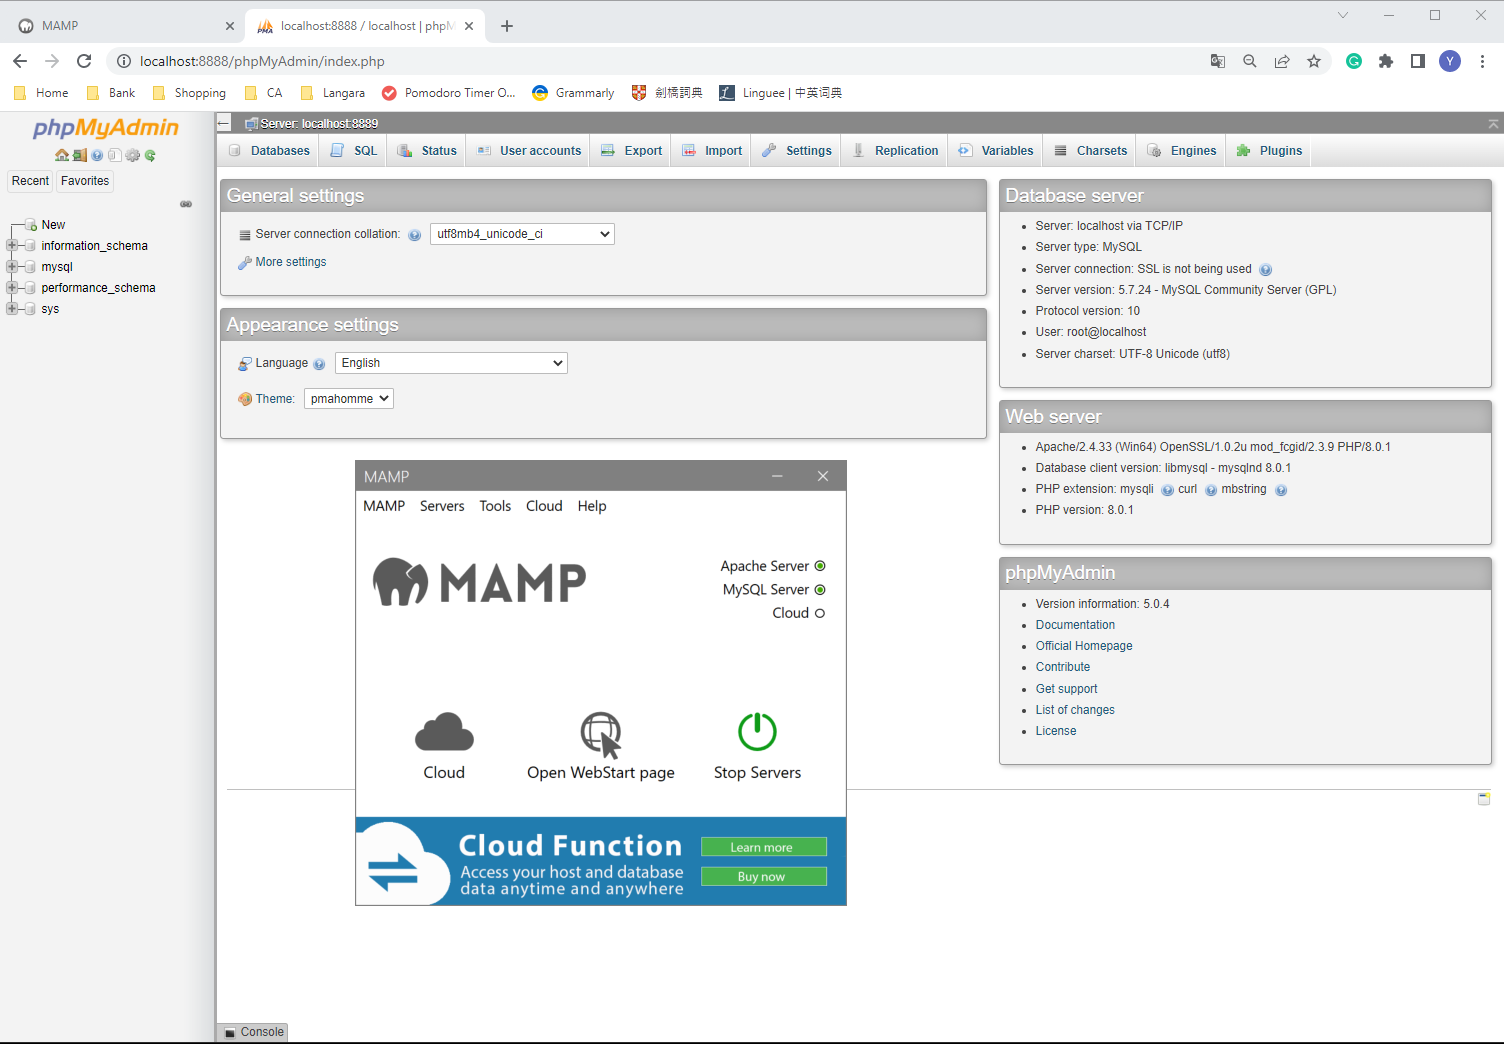 MAMP
localhost:8888 / localhost | phpM
localhost:8888/phpMyAdmin/index.php
Y
Home
Bank
Shopping
CA
Langara
Pomodoro Timer O...
Grammarly
劍橋詞典
Linguee | 中英词典
phpMyAdmin
Recent
Favorites
New
information_schema
mysql
performance_schema
sys
Server: localhost:8889
Databases
SQL
Status
User accounts
Export
Import
Settings
Replication
Variables
Charsets
Engines
Plugins
General settings
Server connection collation:
utf8mb4_unicode_ci
More settings
Appearance settings
Language
English
Theme:
pmahomme
Database server
Server: localhost via TCP/IP
Server type: MySQL
Server connection: SSL is not being used
Server version: 5.7.24 - MySQL Community Server (GPL)
Protocol version: 10
User: root@localhost
Server charset: UTF-8 Unicode (utf8)
Web server
Apache/2.4.33 (Win64) OpenSSL/1.0.2u mod_fcgid/2.3.9 PHP/8.0.1
Database client version: libmysql - mysqlnd 8.0.1
PHP extension: mysqli curl mbstring
PHP version: 8.0.1
phpMyAdmin
Version information: 5.0.4
Documentation
Official Homepage
Contribute
Get support
List of changes
License
MAMP
MAMP Servers Tools Cloud Help
MAMP
Apache Server
MySQL Server
Cloud
Cloud
Open WebStart page
Stop Servers
Cloud Function
Access your host and database
data anytime and anywhere
Learn more
Buy now
Console